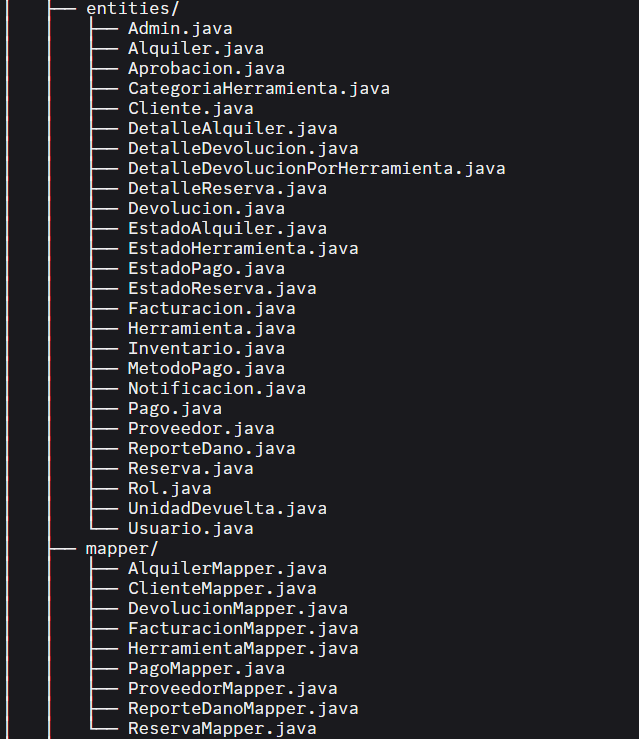 ├── entities/
├── Admin.java
├── Alquiler.java
├── Aprobacion.java
├── CategoriaHerramienta.java
├── Cliente.java
├── DetalleAlquiler.java
├── DetalleDevolucion.java
├── DetalleDevolucionPorHerramienta.java
├── DetalleReserva.java
├── Devolucion.java
├── EstadoAlquiler.java
├── EstadoHerramienta.java
├── EstadoPago.java
├── EstadoReserva.java
├── Facturacion.java
├── Herramienta.java
├── Inventario.java
├── MetodoPago.java
├── Notificacion.java
├── Pago.java
├── Proveedor.java
├── ReporteDano.java
├── Reserva.java
├── Rol.java
├── UnidadDevuelta.java
└── Usuario.java
├── mapper/
├── AlquilerMapper.java
├── ClienteMapper.java
├── DevolucionMapper.java
├── FacturacionMapper.java
├── HerramientaMapper.java
├── PagoMapper.java
├── ProveedorMapper.java
├── ReporteDanoMapper.java
└── ReservaMapper.java